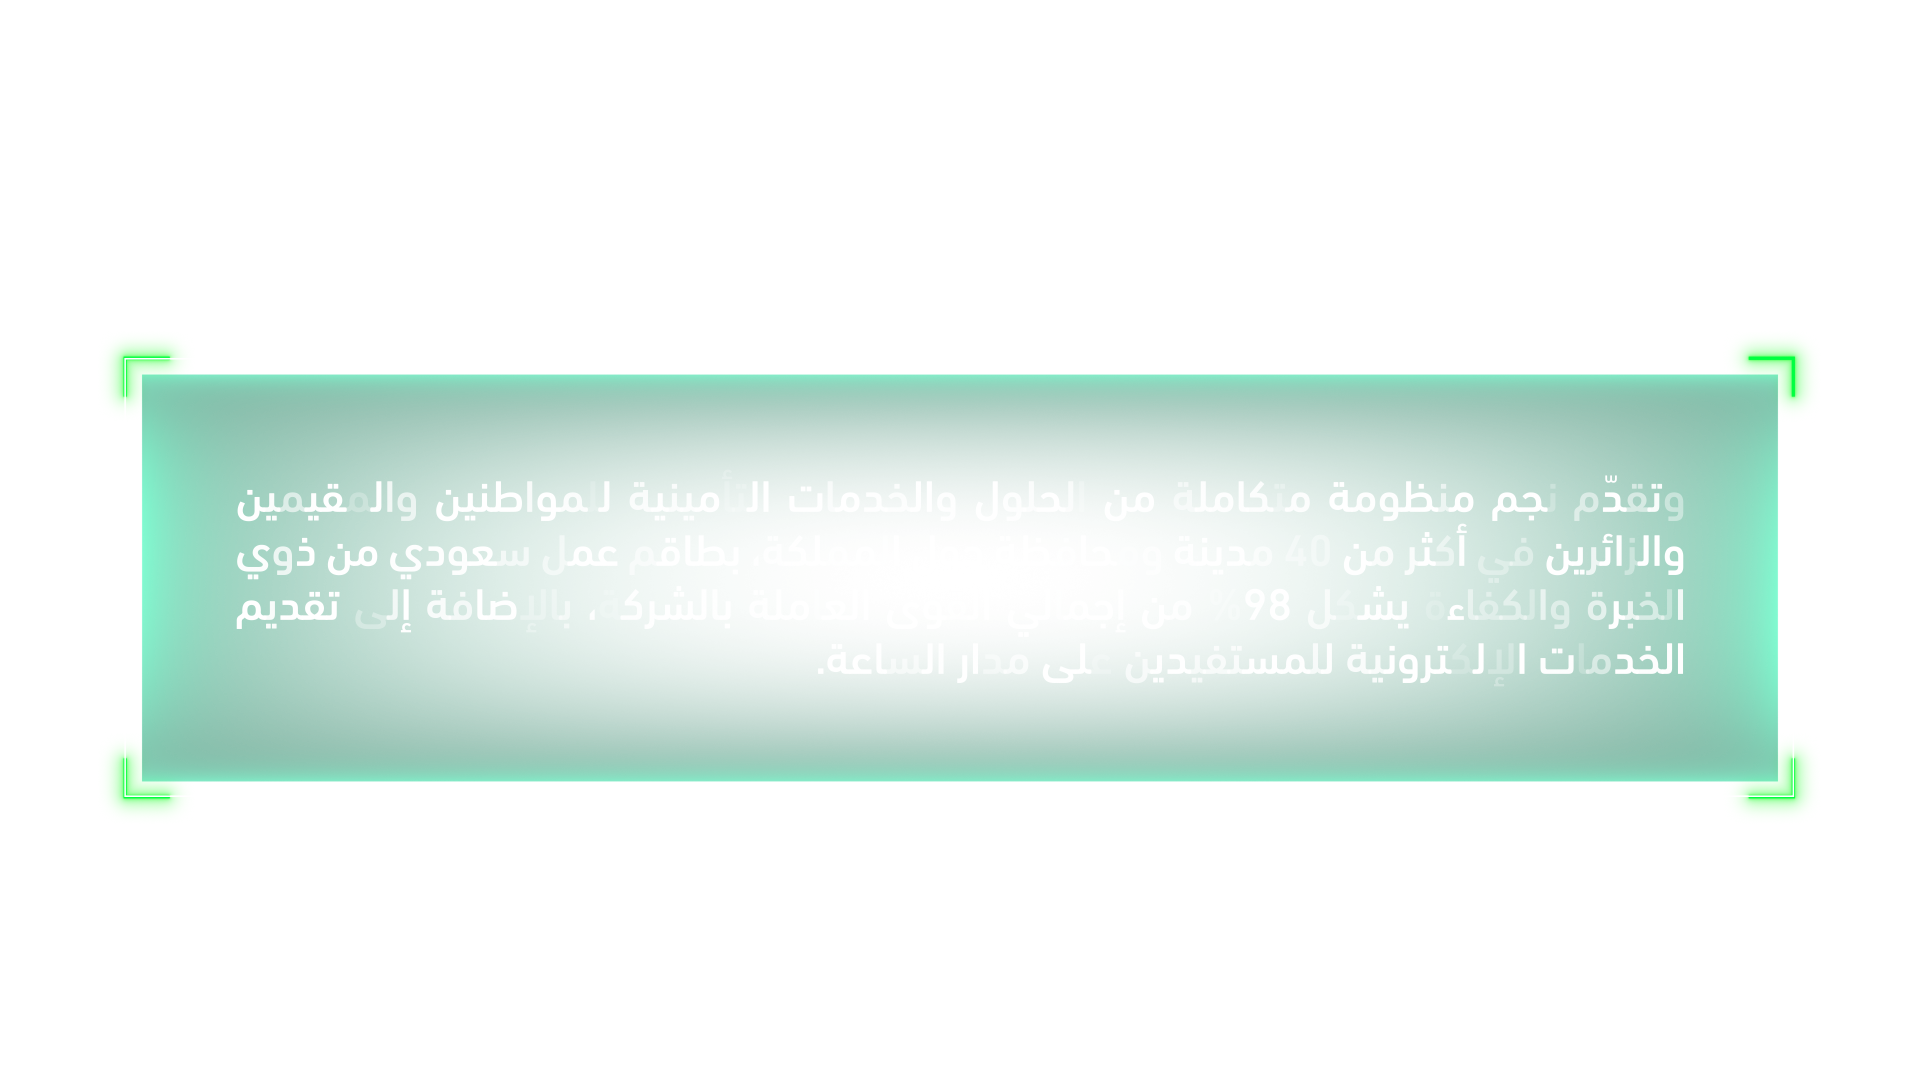 وتقدّم نجم منظومة متكاملة من الحلول والخدمات التأمينية للمواطنين والمقيمين
والزائرين في أكثر من 40 مدينة ومحافظة المملكة، بطاقم عمل سعودي من ذوي
الخبرة والكفاءة يشكل 98% من إجمالي القوى العاملة بالشركة، بالإضافة إلى تقديم
الخدمات الإلكترونية للمستفيدين على مدار الساعة.